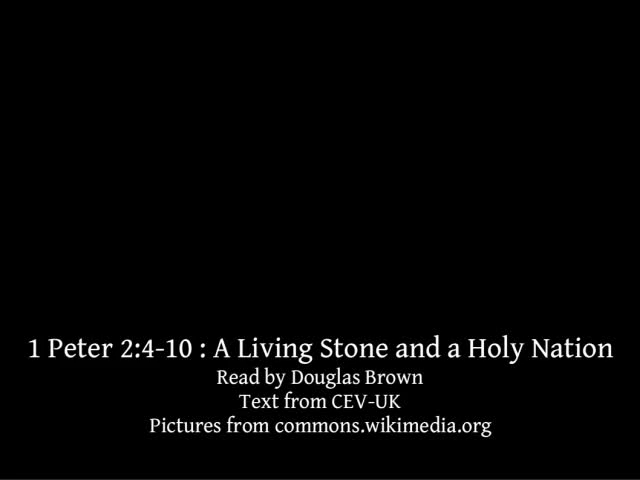 1 Peter 2:4-10 : A Living Stone and a Holy Nation
Read by Douglas Brown
Text from CEV-UK
Pictures from commons.wikimedia.org